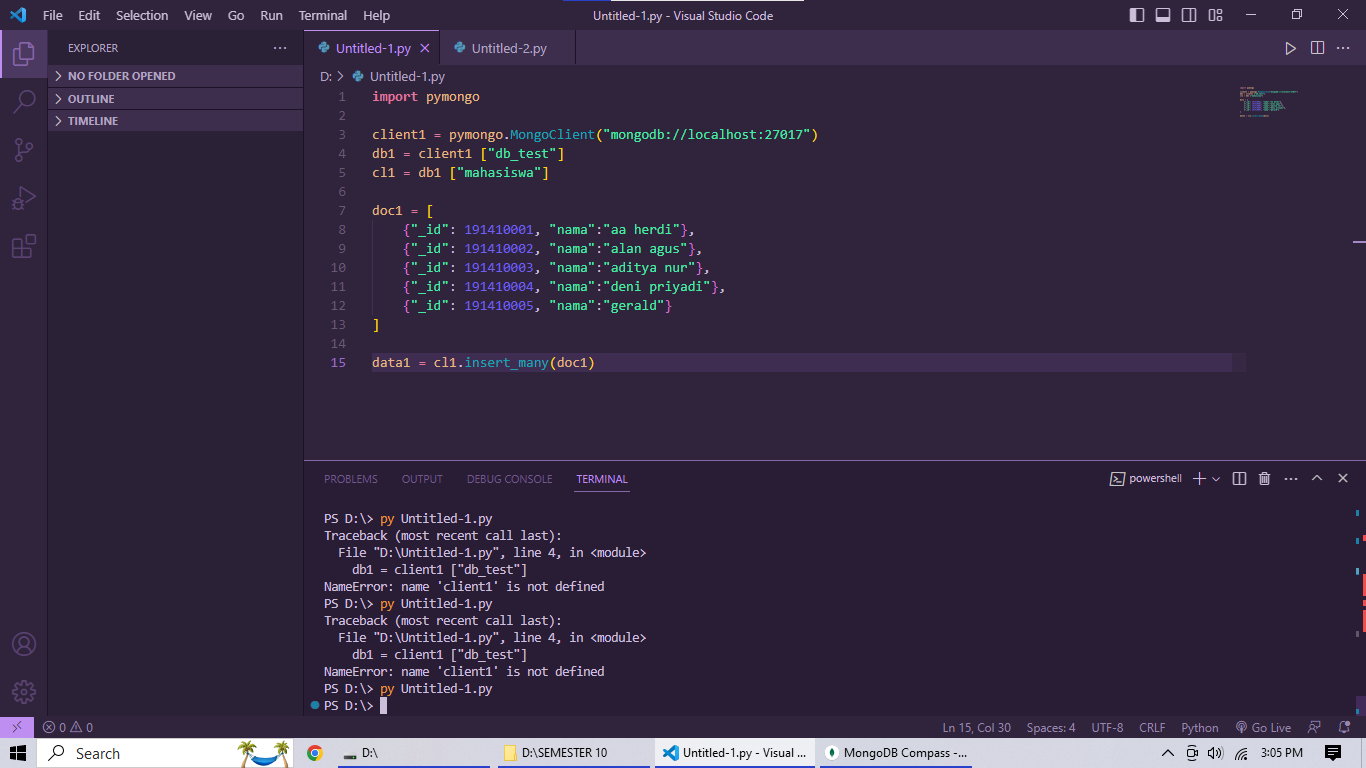 File Edit Selection View Go Run Terminal Help
Untitled-1.py - Visual Studio Code
EXPLORER
NO FOLDER OPENED
OUTLINE
TIMELINE
Untitled-1.py
Untitled-2.py
D: > Untitled-1.py
1 import pymongo
2
3 client1 = pymongo.MongoClient("mongodb://localhost:27017")
4 db1 = client1 ["db_test"]
5 cl1 = db1 ["mahasiswa"]
6
7 doc1 = [
8 {"_id": 191410001, "nama":"aa herdi"},
9 {"_id": 191410002, "nama":"alan agus"},
10 {"_id": 191410003, "nama":"aditya nur"},
11 {"_id": 191410004, "nama":"deni priyadi"},
12 {"_id": 191410005, "nama":"gerald"}
13 ]
14
15 data1 = cl1.insert_many(doc1)
PROBLEMS OUTPUT DEBUG CONSOLE TERMINAL
powershell
PS D:\> py Untitled-1.py
Traceback (most recent call last):
File "D:\Untitled-1.py", line 4, in <module>
db1 = client1 ["db_test"]
NameError: name 'client1' is not defined
PS D:\> py Untitled-1.py
Traceback (most recent call last):
File "D:\Untitled-1.py", line 4, in <module>
db1 = client1 ["db_test"]
NameError: name 'client1' is not defined
PS D:\> py Untitled-1.py
PS D:\>
0 0
Ln 15, Col 30 Spaces: 4 UTF-8 CRLF Python Go Live
Search
D:\
D:\SEMESTER 10
Untitled-1.py - Visual ...
MongoDB Compass -...
3:05 PM